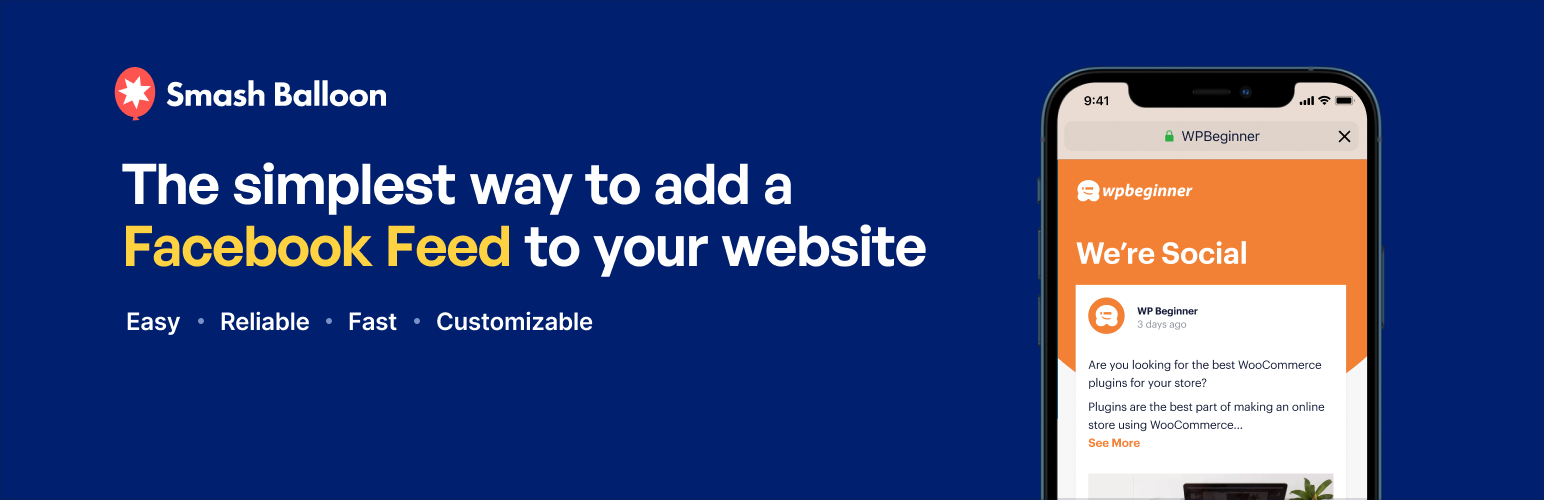 Smash Balloon
The simplest way to add a
Facebook Feed to your website
Easy • Reliable • Fast • Customizable
9:41
WPBeginner
wpbeginner
We're Social
WP Beginner
3 days ago
Are you looking for the best WooCommerce
plugins for your store?
Plugins are the best part of making an online
store using WooCommerce...
See More